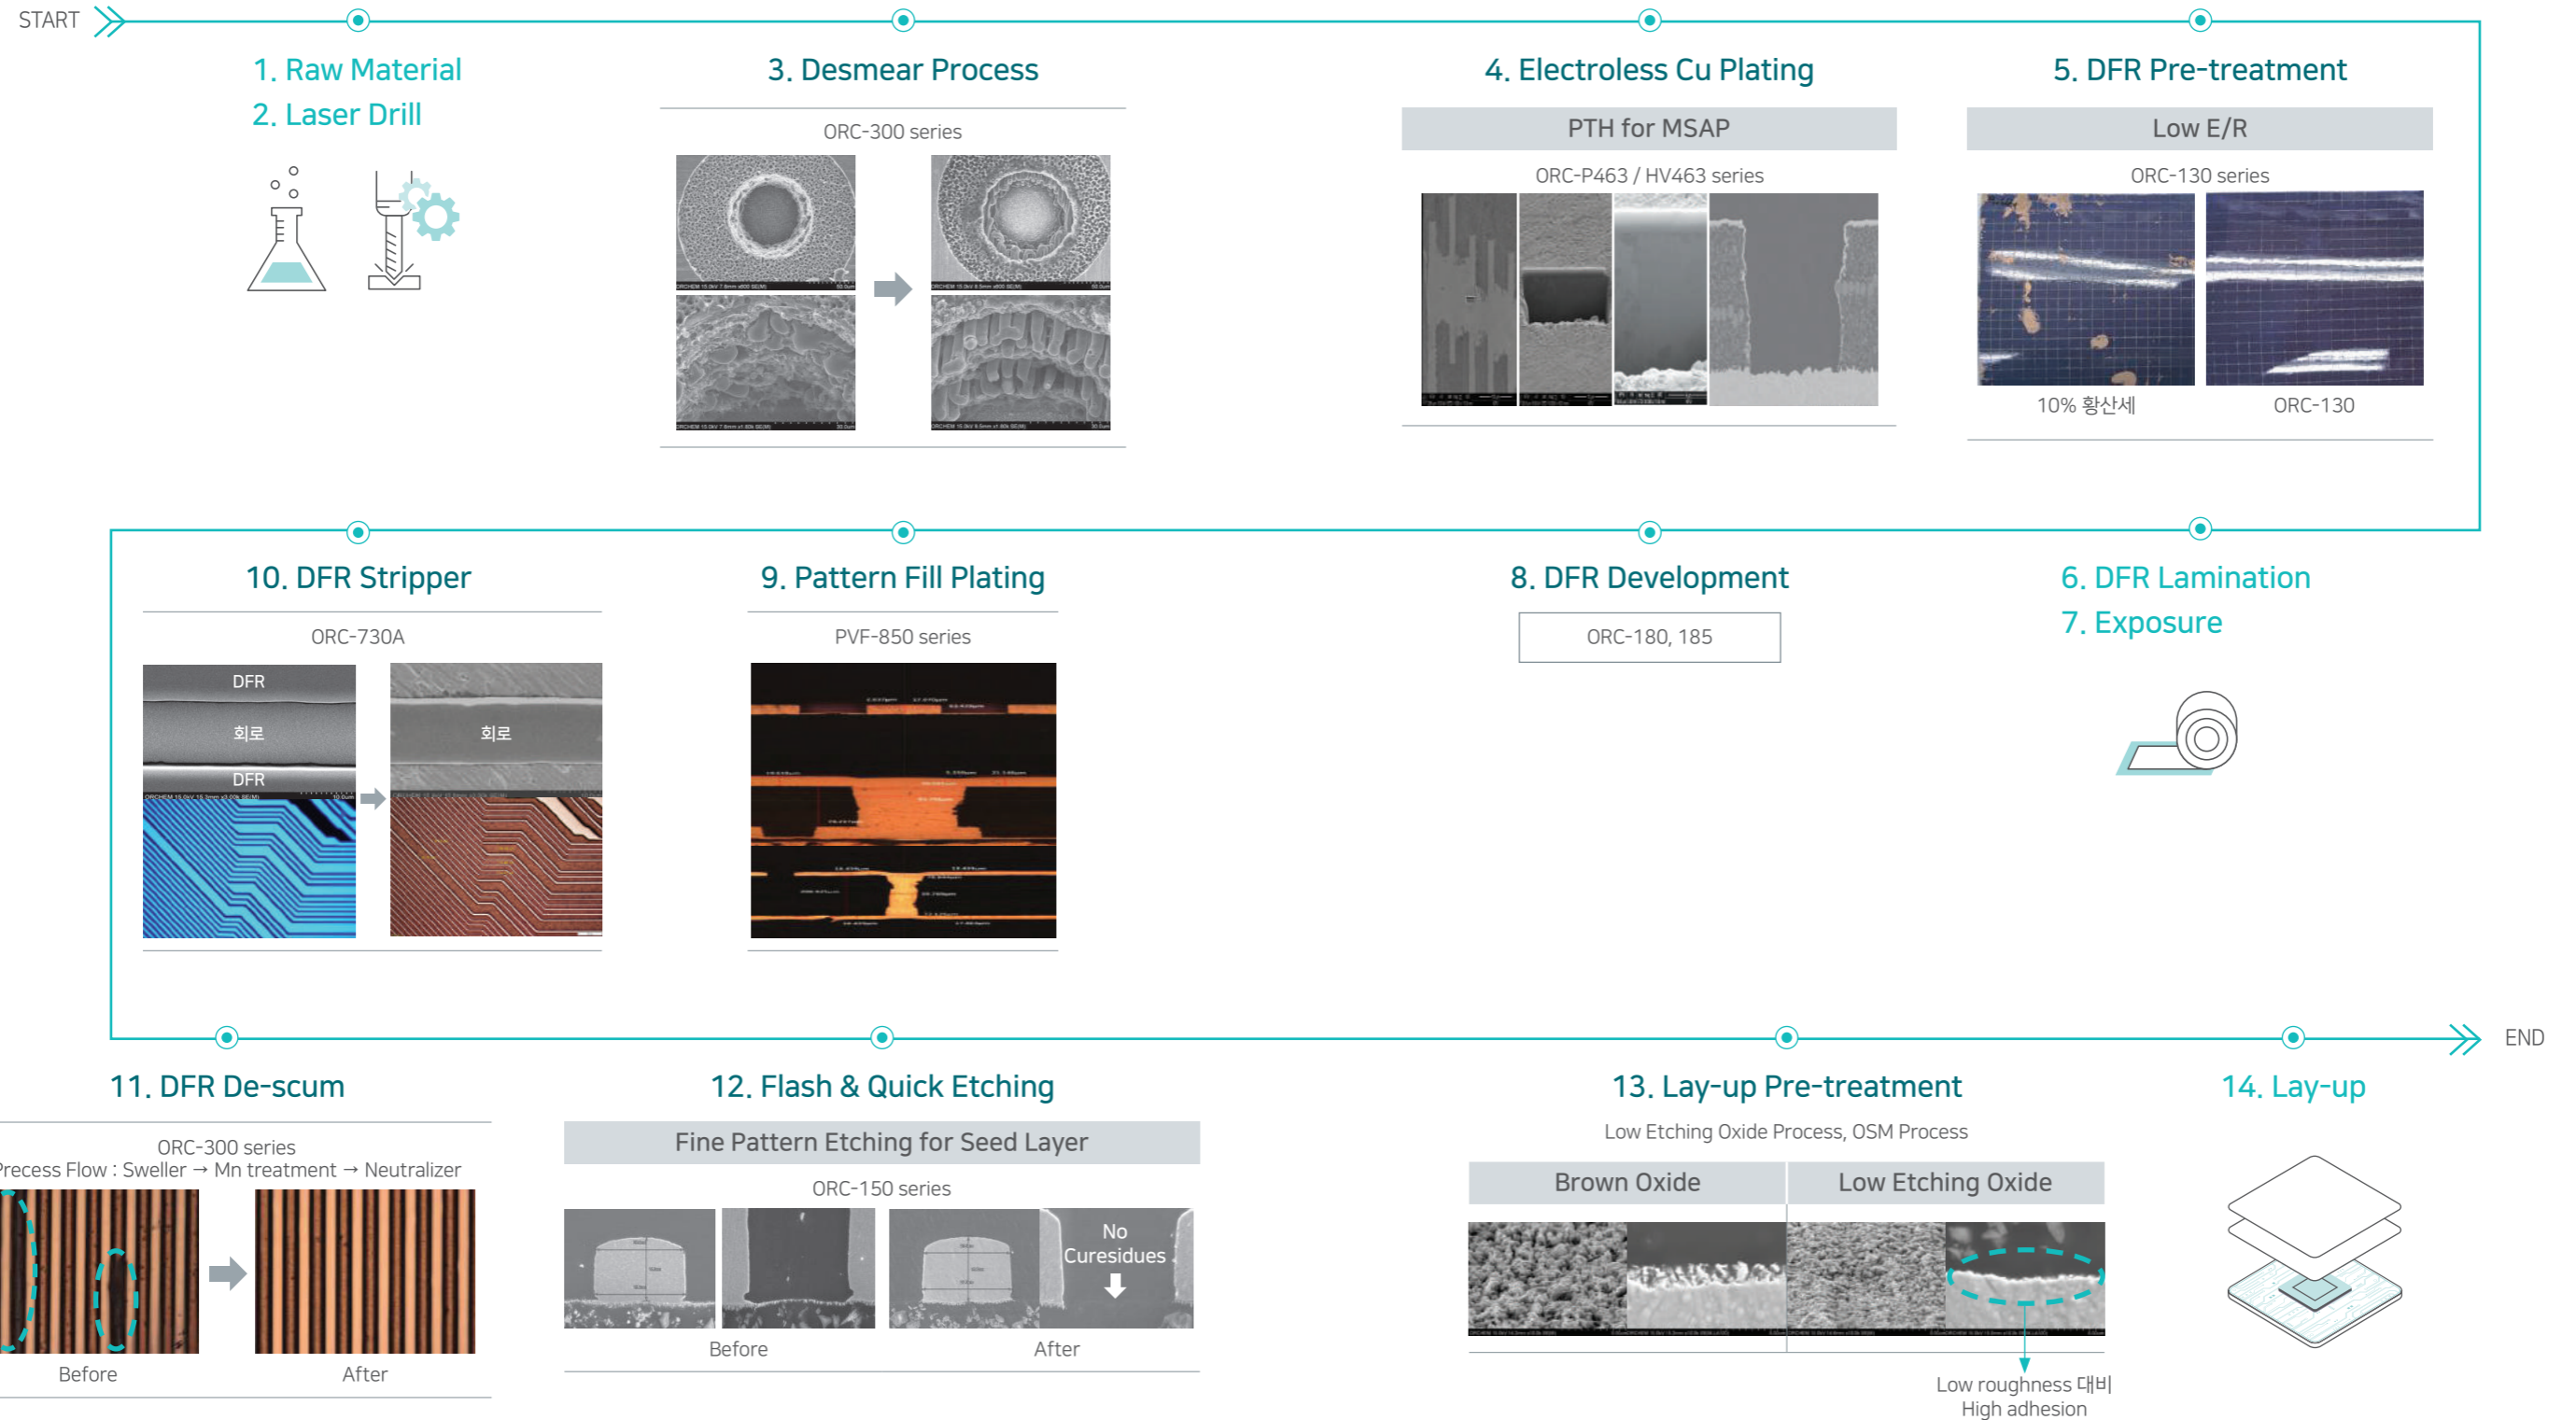 START
1. Raw Material
2. Laser Drill
3. Desmear Process
ORC-300 series
4. Electroless Cu Plating
PTH for MSAP
ORC-P463 / HV463 series
5. DFR Pre-treatment
Low E/R
ORC-130 series
10% 황산세
ORC-130
10. DFR Stripper
ORC-730A
DFR
회로
DFR
회로
9. Pattern Fill Plating
PVF-850 series
8. DFR Development
ORC-180, 185
6. DFR Lamination
7. Exposure
END
11. DFR De-scum
ORC-300 series
Precess Flow : Sweller → Mn treatment → Neutralizer
Before
After
12. Flash & Quick Etching
Fine Pattern Etching for Seed Layer
ORC-150 series
No
Curesidues
Before
After
13. Lay-up Pre-treatment
Low Etching Oxide Process, OSM Process
Brown Oxide
Low Etching Oxide
Low roughness 대비
High adhesion
14. Lay-up